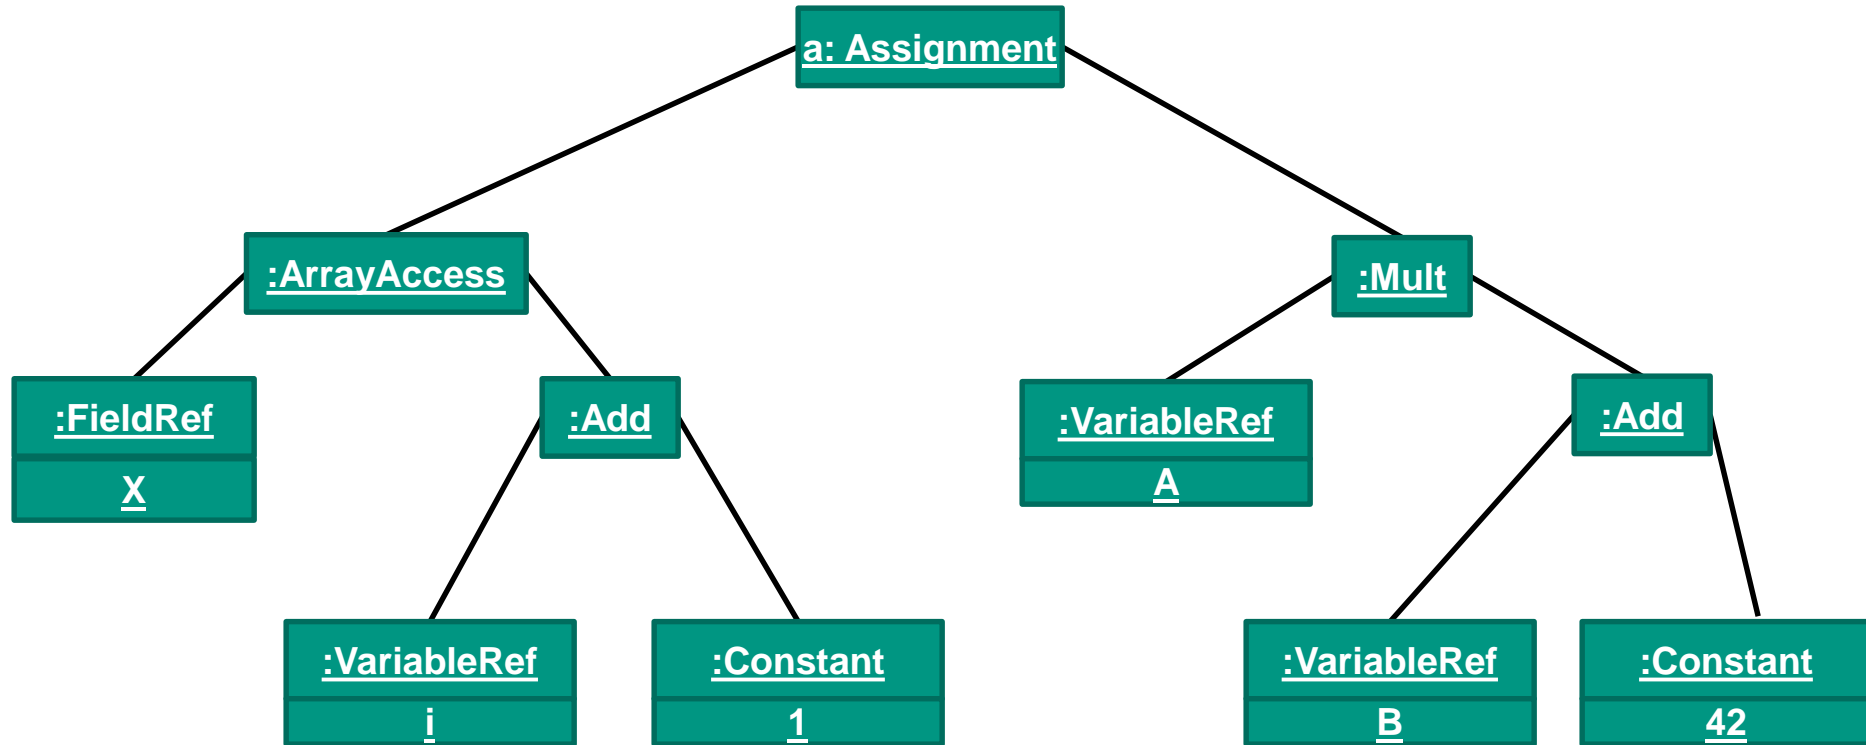 a: Assignment
:ArrayAccess
:Mult
:FieldRef
X
:Add
:VariableRef
A
:Add
:VariableRef
i
:Constant
1
:VariableRef
B
:Constant
42